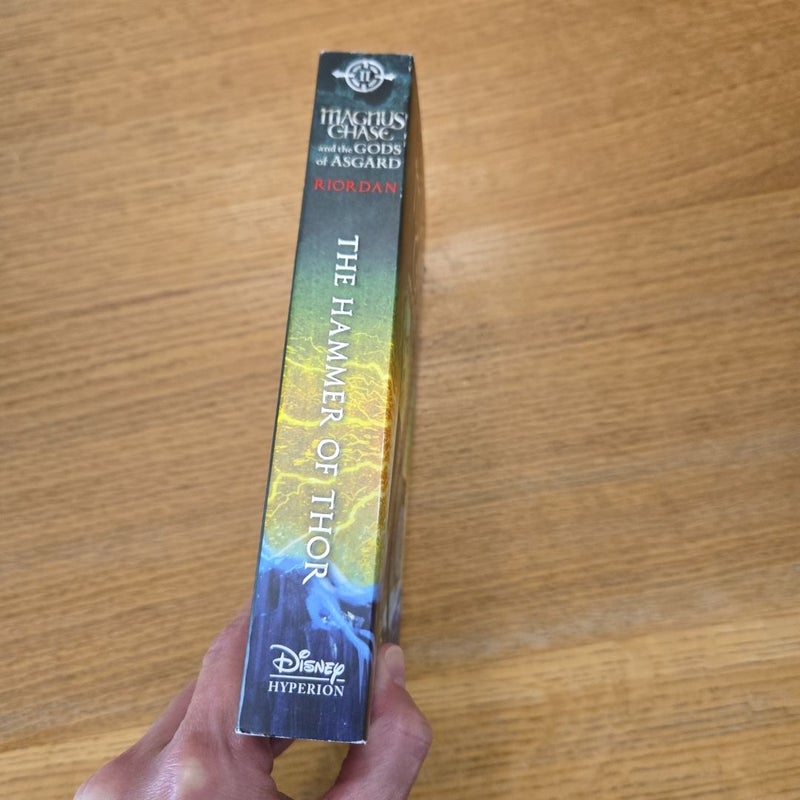 II
MAGNUS
CHASE
and the GODS
of ASGARD
RIORDAN
THE HAMMER OF THOR
DISNEY
HYPERION